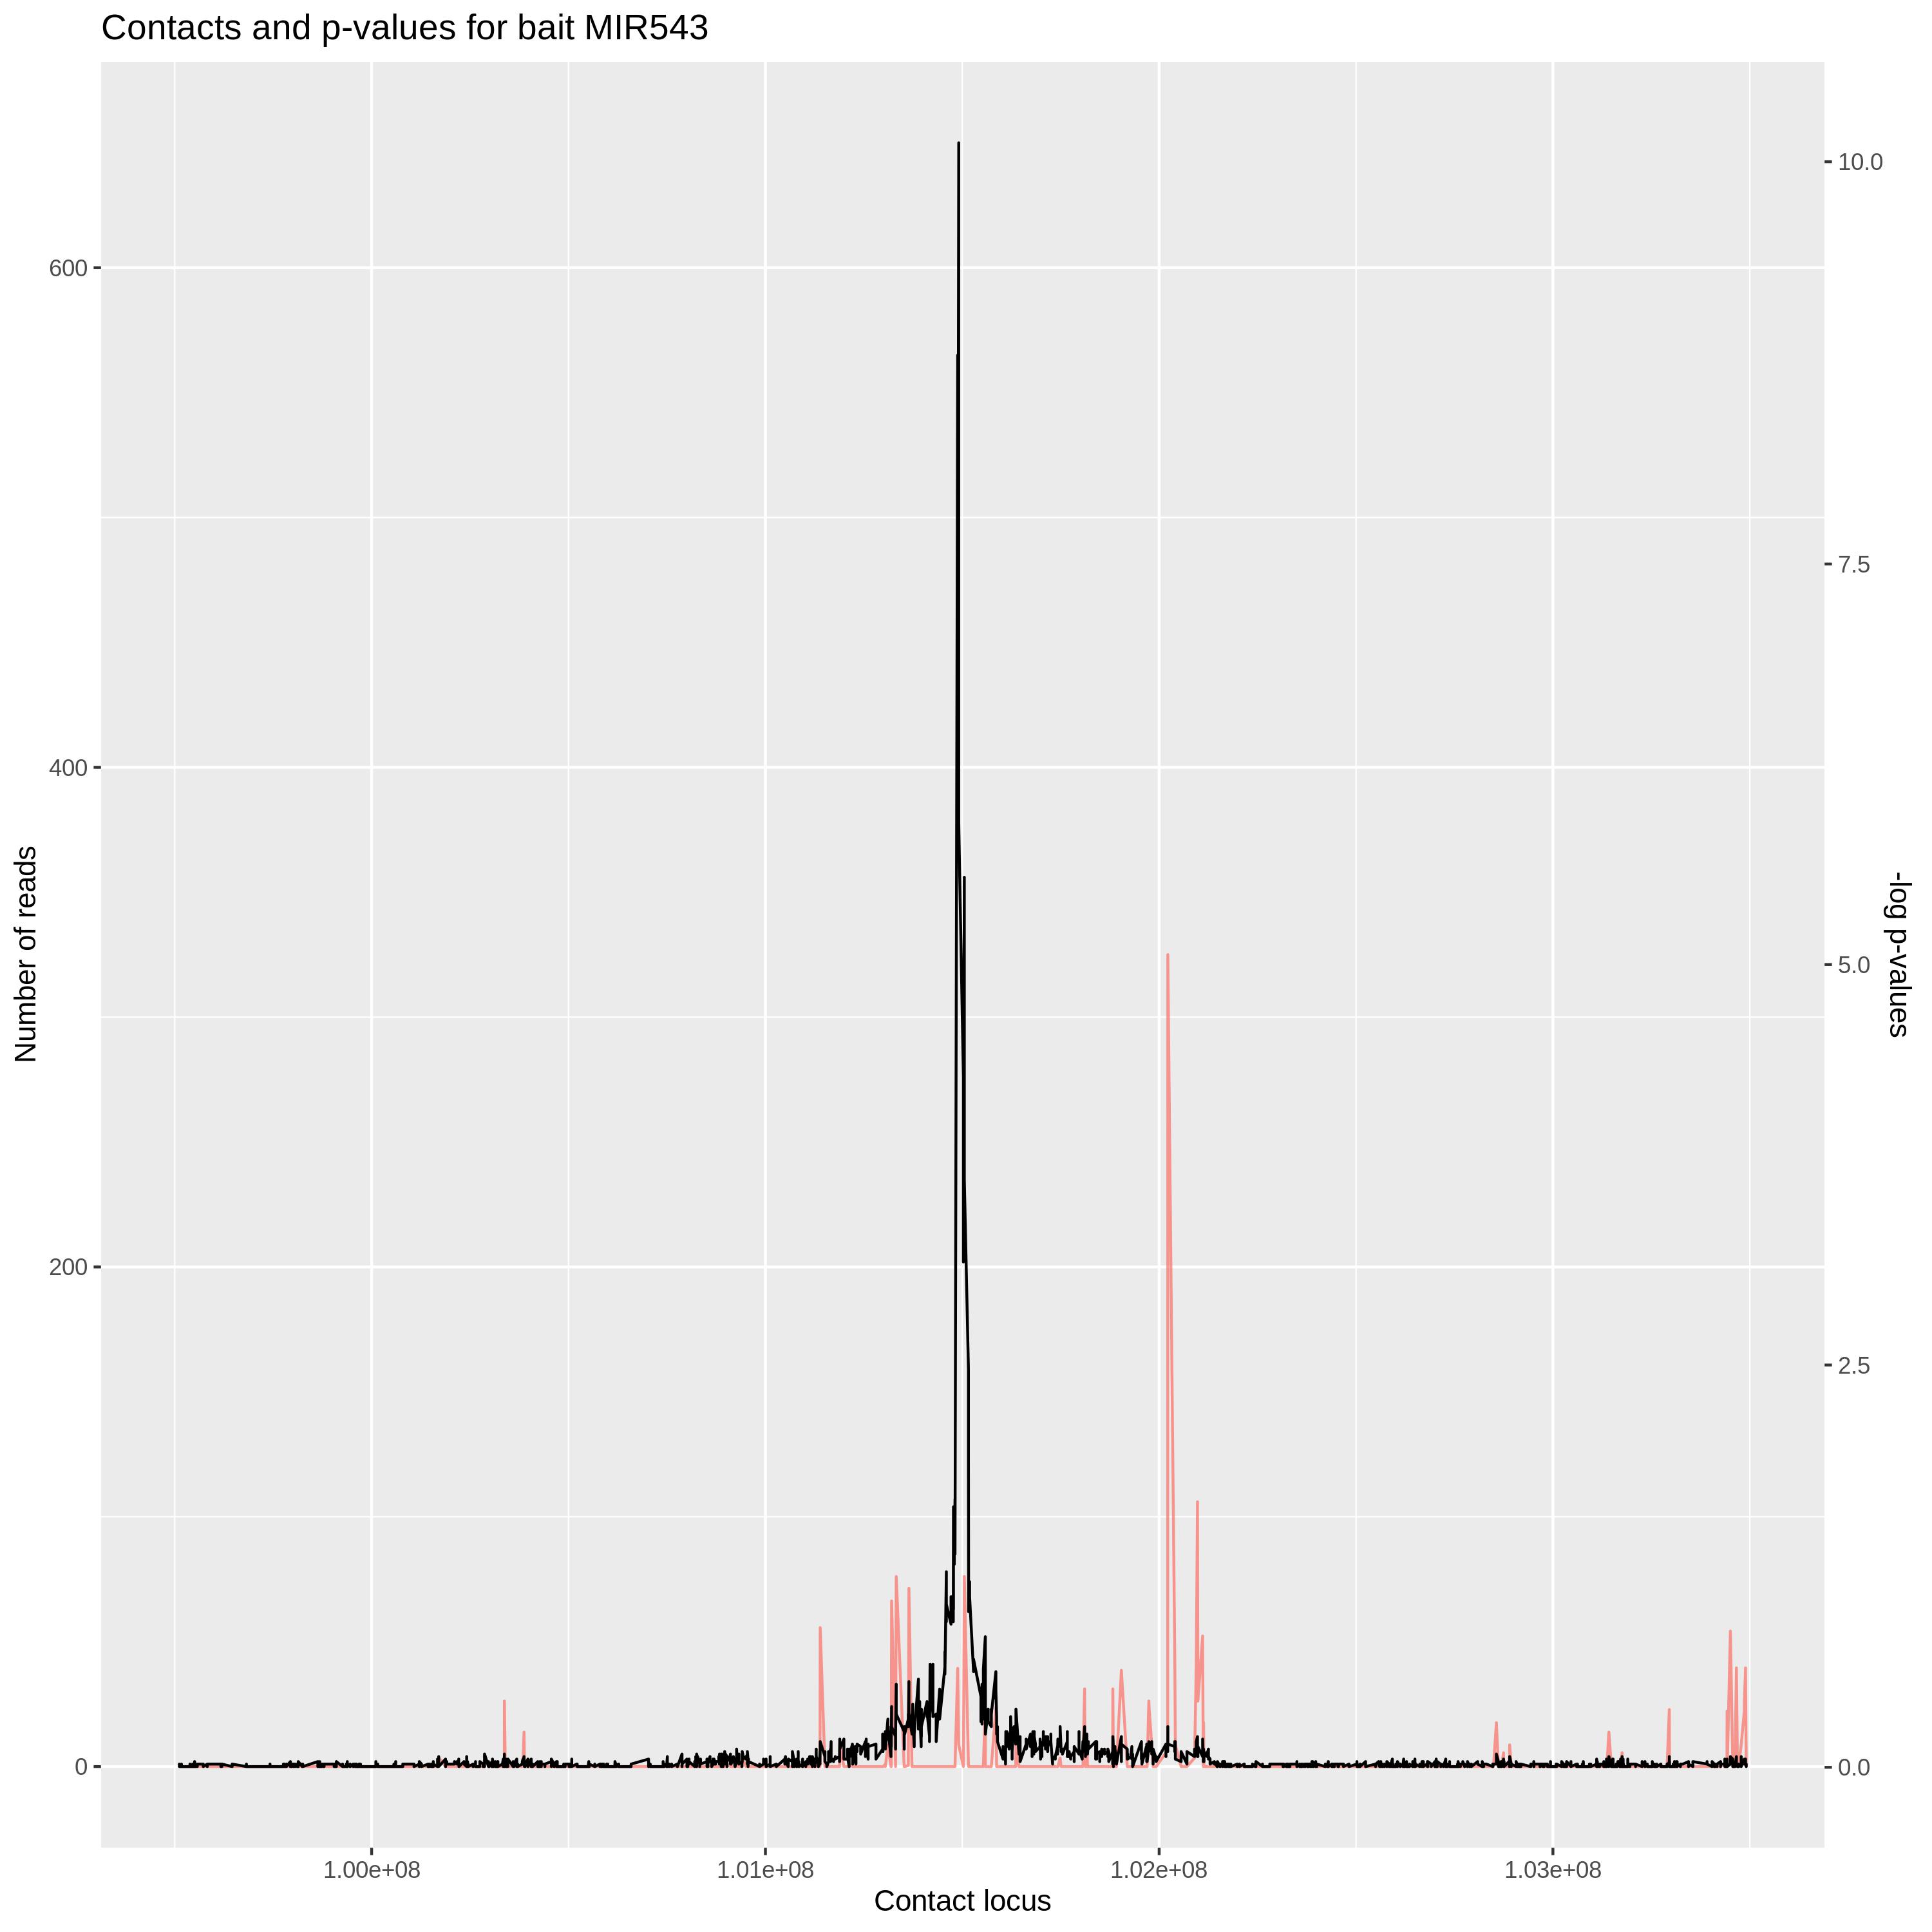 Contacts and p-values for bait MIR543
Number of reads
600
400
200
0
10.0
7.5
5.0
2.5
0.0
-log p-values
1.00e+08
1.01e+08
1.02e+08
1.03e+08
Contact locus